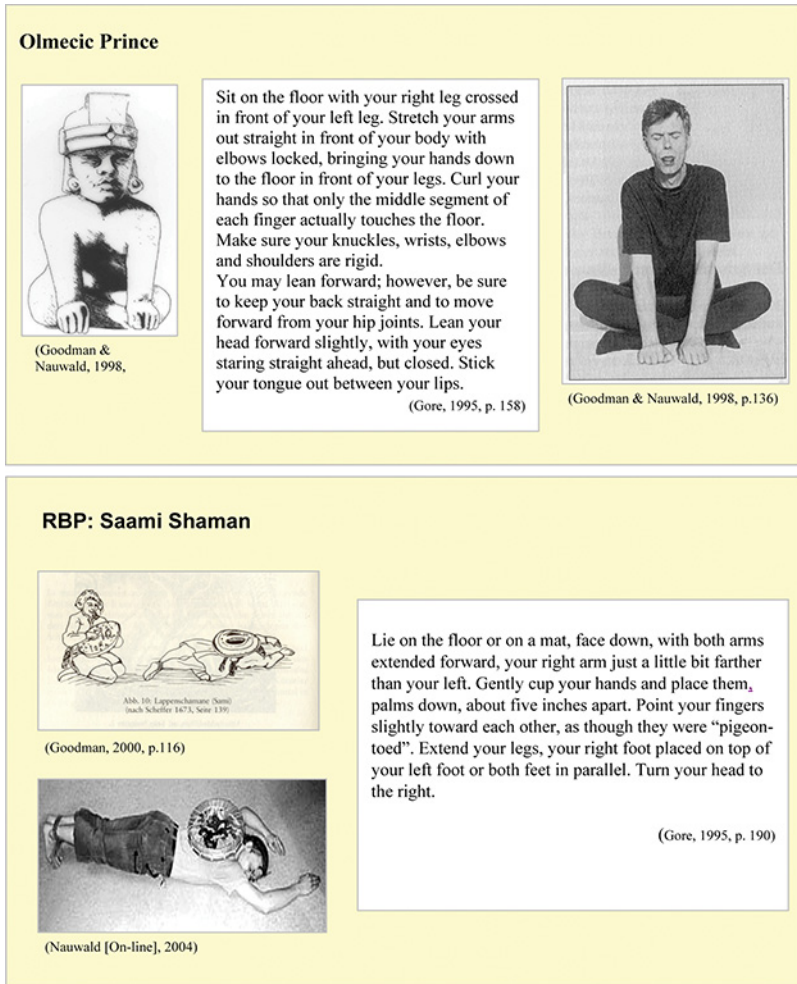 Olmecic Prince
Sit on the floor with your right leg crossed
in front of your left leg. Stretch your arms
out straight in front of your body with
elbows locked, bringing your hands down
to the floor in front of your legs. Curl your
hands so that only the middle segment of
each finger actually touches the floor.
Make sure your knuckles, wrists, elbows
and shoulders are rigid.
You may lean forward; however, be sure
to keep your back straight and to move
forward from your hip joints. Lean your
head forward slightly, with your eyes
staring straight ahead, but closed. Stick
your tongue out between your lips.
(Gore, 1995, p. 158)
(Goodman &
Nauwald, 1998,
(Goodman & Nauwald, 1998, p.136)
RBP: Saami Shaman
Abb. 10: Lappenschamane (Sami)
(nach Scheffer 1673, Seite 139)
(Goodman, 2000, p.116)
(Nauwald [On-line], 2004)
Lie on the floor or on a mat, face down, with both arms
extended forward, your right arm just a little bit farther
than your left. Gently cup your hands and place them,
palms down, about five inches apart. Point your fingers
slightly toward each other, as though they were “pigeon-
toed”. Extend your legs, your right foot placed on top of
your left foot or both feet in parallel. Turn your head to
the right.
(Gore, 1995, p. 190)